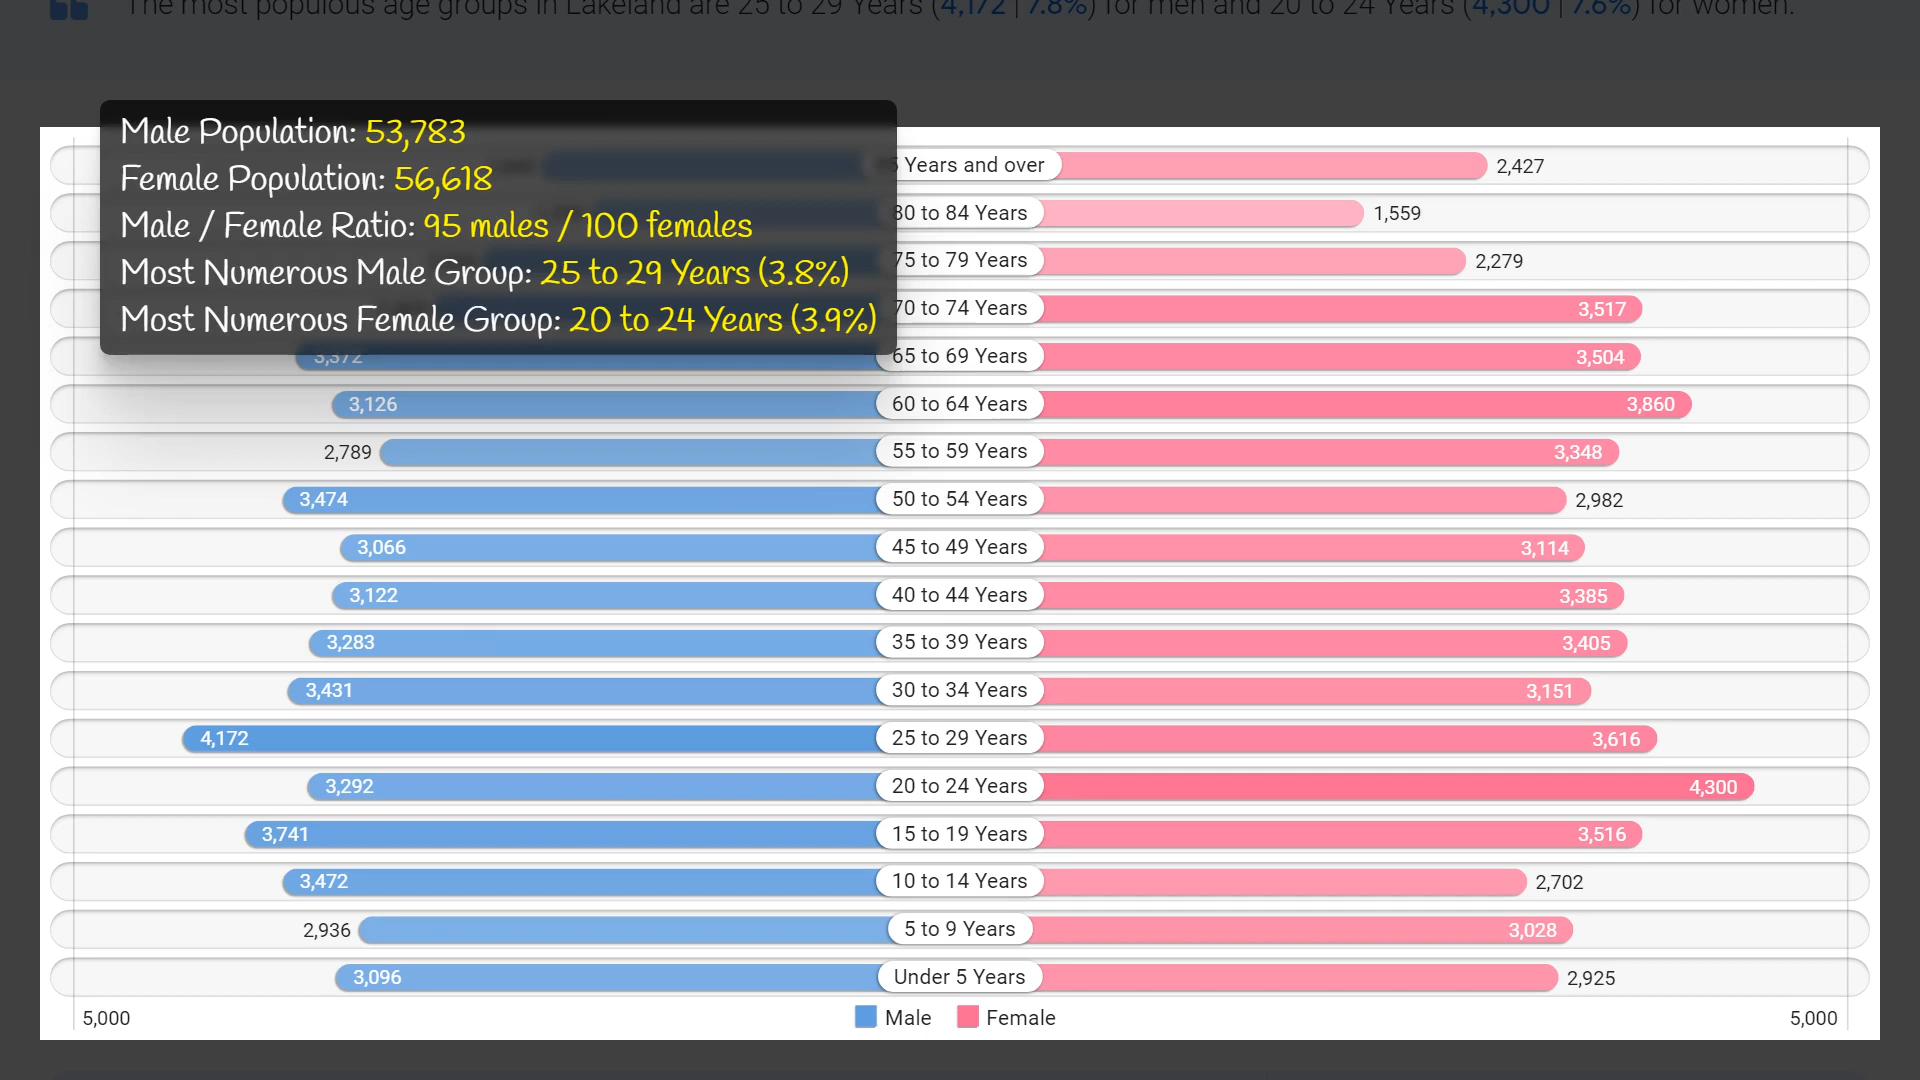 The most populous age groups in Lakeland are 25 to 29 Years (4,172 | 7.8%) for men and 20 to 24 Years (4,300 | 7.6%) for women.
Male Population: 53,783
Female Population: 56,618
Male / Female Ratio: 95 males / 100 females
Most Numerous Male Group: 25 to 29 Years (3.8%)
Most Numerous Female Group: 20 to 24 Years (3.9%)
85 Years and over 2,427
80 to 84 Years 1,559
75 to 79 Years 2,279
70 to 74 Years 3,517
3,372 65 to 69 Years 3,504
3,126 60 to 64 Years 3,860
2,789 55 to 59 Years 3,348
3,474 50 to 54 Years 2,982
3,066 45 to 49 Years 3,114
3,122 40 to 44 Years 3,385
3,283 35 to 39 Years 3,405
3,431 30 to 34 Years 3,151
4,172 25 to 29 Years 3,616
3,292 20 to 24 Years 4,300
3,741 15 to 19 Years 3,516
3,472 10 to 14 Years 2,702
2,936 5 to 9 Years 3,028
3,096 Under 5 Years 2,925
5,000 Male Female 5,000